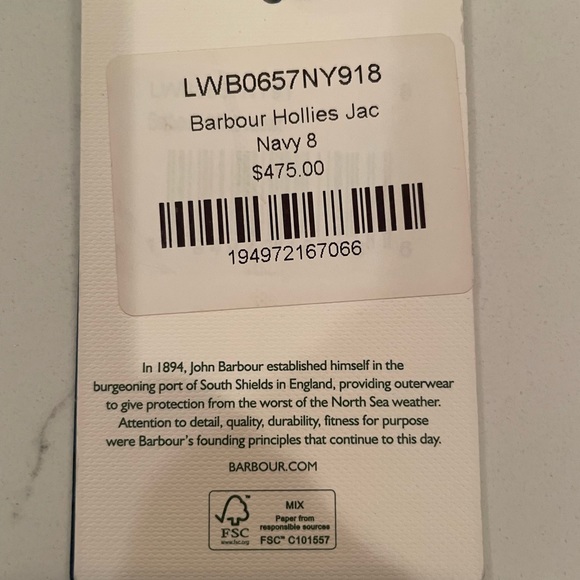 LWB0657NY918
Barbour Hollies Jac
Navy 8
$475.00
194972167066
In 1894, John Barbour established himself in the
burgeoning port of South Shields in England, providing outerwear
to give protection from the worst of the North Sea weather.
Attention to detail, quality, durability, fitness for purpose
were Barbour's founding principles that continue to this day.
BARBOUR.COM
FSC
www.fsc.org
MIX
Paper from
responsible sources
FSC™ C101557